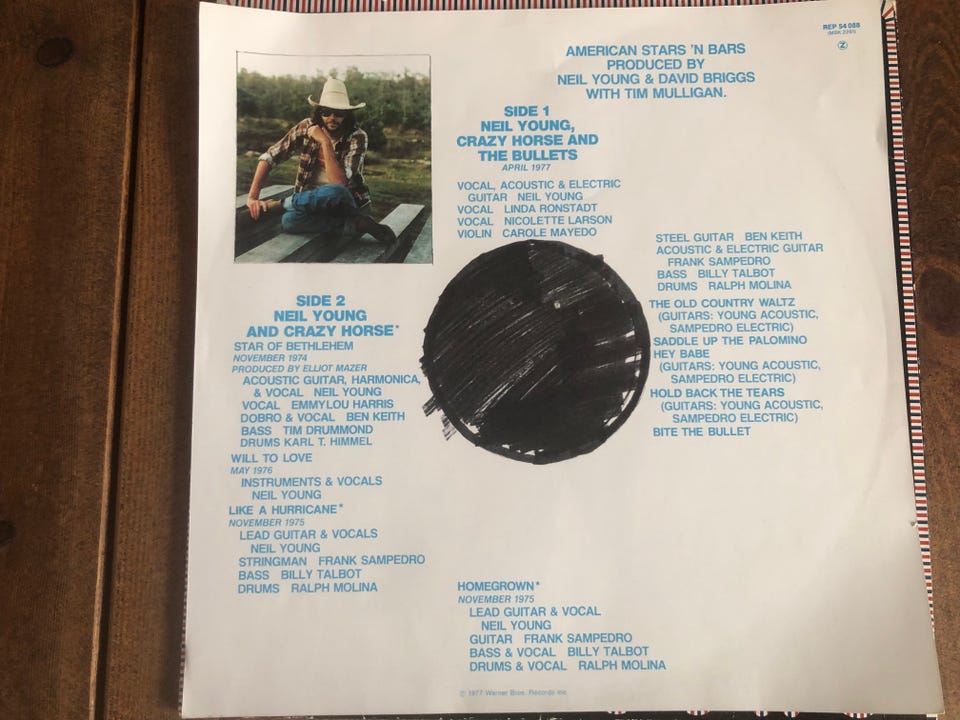 REP 54 088
(MSK 2261)
Z
AMERICAN STARS 'N BARS
PRODUCED BY
NEIL YOUNG & DAVID BRIGGS
WITH TIM MULLIGAN.
SIDE 1
NEIL YOUNG,
CRAZY HORSE AND
THE BULLETS
APRIL 1977
VOCAL, ACOUSTIC & ELECTRIC
GUITAR NEIL YOUNG
VOCAL LINDA RONSTADT
VOCAL NICOLETTE LARSON
VIOLIN CAROLE MAYEDO
STEEL GUITAR BEN KEITH
ACOUSTIC & ELECTRIC GUITAR
FRANK SAMPEDRO
BASS BILLY TALBOT
DRUMS RALPH MOLINA
THE OLD COUNTRY WALTZ
(GUITARS: YOUNG ACOUSTIC,
SAMPEDRO ELECTRIC)
SADDLE UP THE PALOMINO
HEY BABE
(GUITARS: YOUNG ACOUSTIC,
SAMPEDRO ELECTRIC)
HOLD BACK THE TEARS
(GUITARS: YOUNG ACOUSTIC,
SAMPEDRO ELECTRIC)
BITE THE BULLET
SIDE 2
NEIL YOUNG
AND CRAZY HORSE*
STAR OF BETHLEHEM
NOVEMBER 1974
PRODUCED BY ELLIOT MAZER
ACOUSTIC GUITAR, HARMONICA,
& VOCAL NEIL YOUNG
VOCAL EMMYLOU HARRIS
DOBRO & VOCAL BEN KEITH
BASS TIM DRUMMOND
DRUMS KARL T. HIMMEL
WILL TO LOVE
MAY 1976
INSTRUMENTS & VOCALS
NEIL YOUNG
LIKE A HURRICANE*
NOVEMBER 1975
LEAD GUITAR & VOCALS
NEIL YOUNG
STRINGMAN FRANK SAMPEDRO
BASS BILLY TALBOT
DRUMS RALPH MOLINA
HOMEGROWN*
NOVEMBER 1975
LEAD GUITAR & VOCAL
NEIL YOUNG
GUITAR FRANK SAMPEDRO
BASS & VOCAL BILLY TALBOT
DRUMS & VOCAL RALPH MOLINA
℗ 1977 Warner Bros. Records Inc.